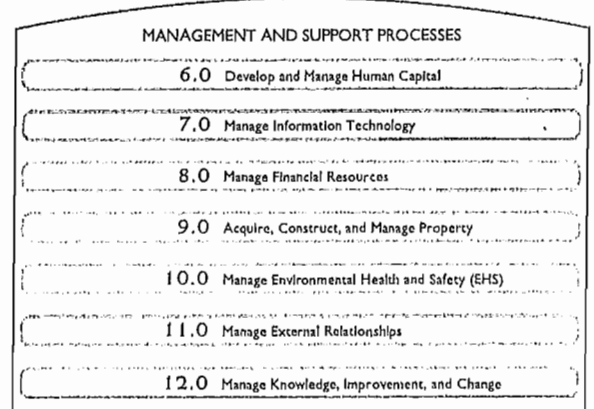 MANAGEMENT AND SUPPORT PROCESSES
6.0 Develop and Manage Human Capital
7.0 Manage Information Technology
8.0 Manage Financial Resources
9.0 Acquire, Construct, and Manage Property
10.0 Manage Environmental Health and Safety (EHS)
11.0 Manage External Relationships
12.0 Manage Knowledge, Improvement, and Change